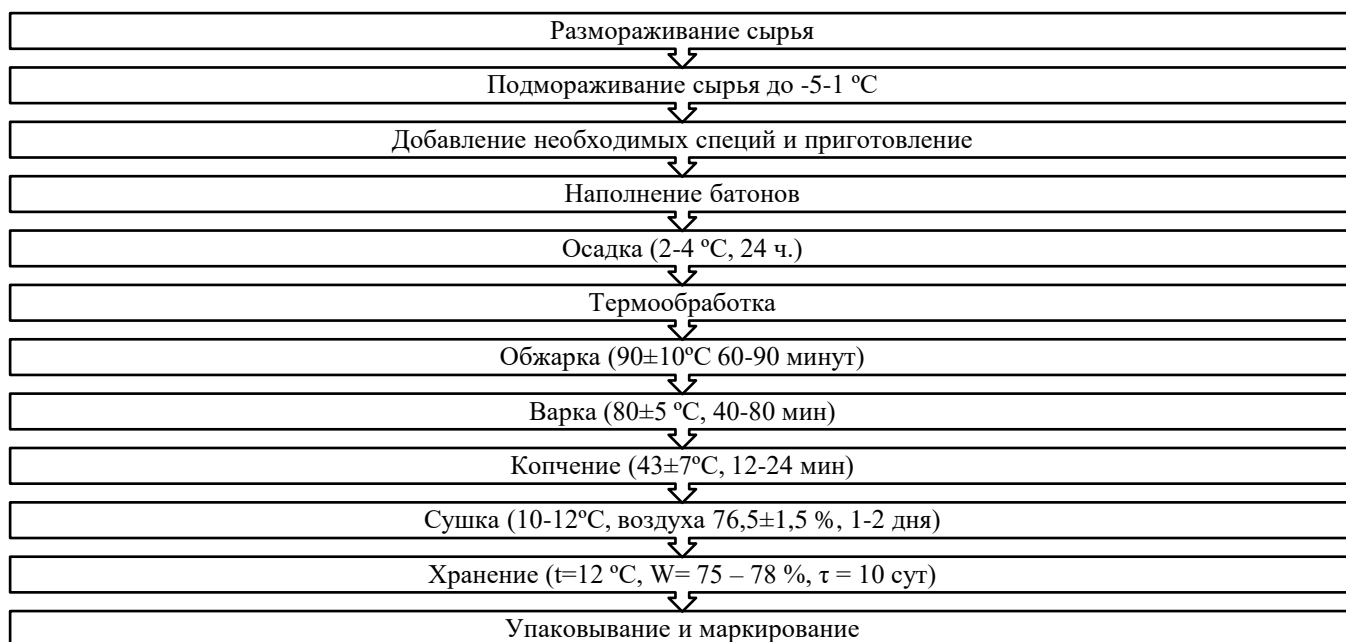 Размораживание сырья
Подмораживание сырья до -5-1 ºС
Добавление необходимых специй и приготовление
Наполнение батонов
Осадка (2-4 ºС, 24 ч.)
Термообработка
Обжарка (90±10ºС 60-90 минут)
Варка (80±5 ºС, 40-80 мин)
Копчение (43±7ºС, 12-24 мин)
Сушка (10-12ºС, воздуха 76,5±1,5 %, 1-2 дня)
Хранение (t=12 ºС, W= 75 – 78 %, τ = 10 сут)
Упаковывание и маркирование